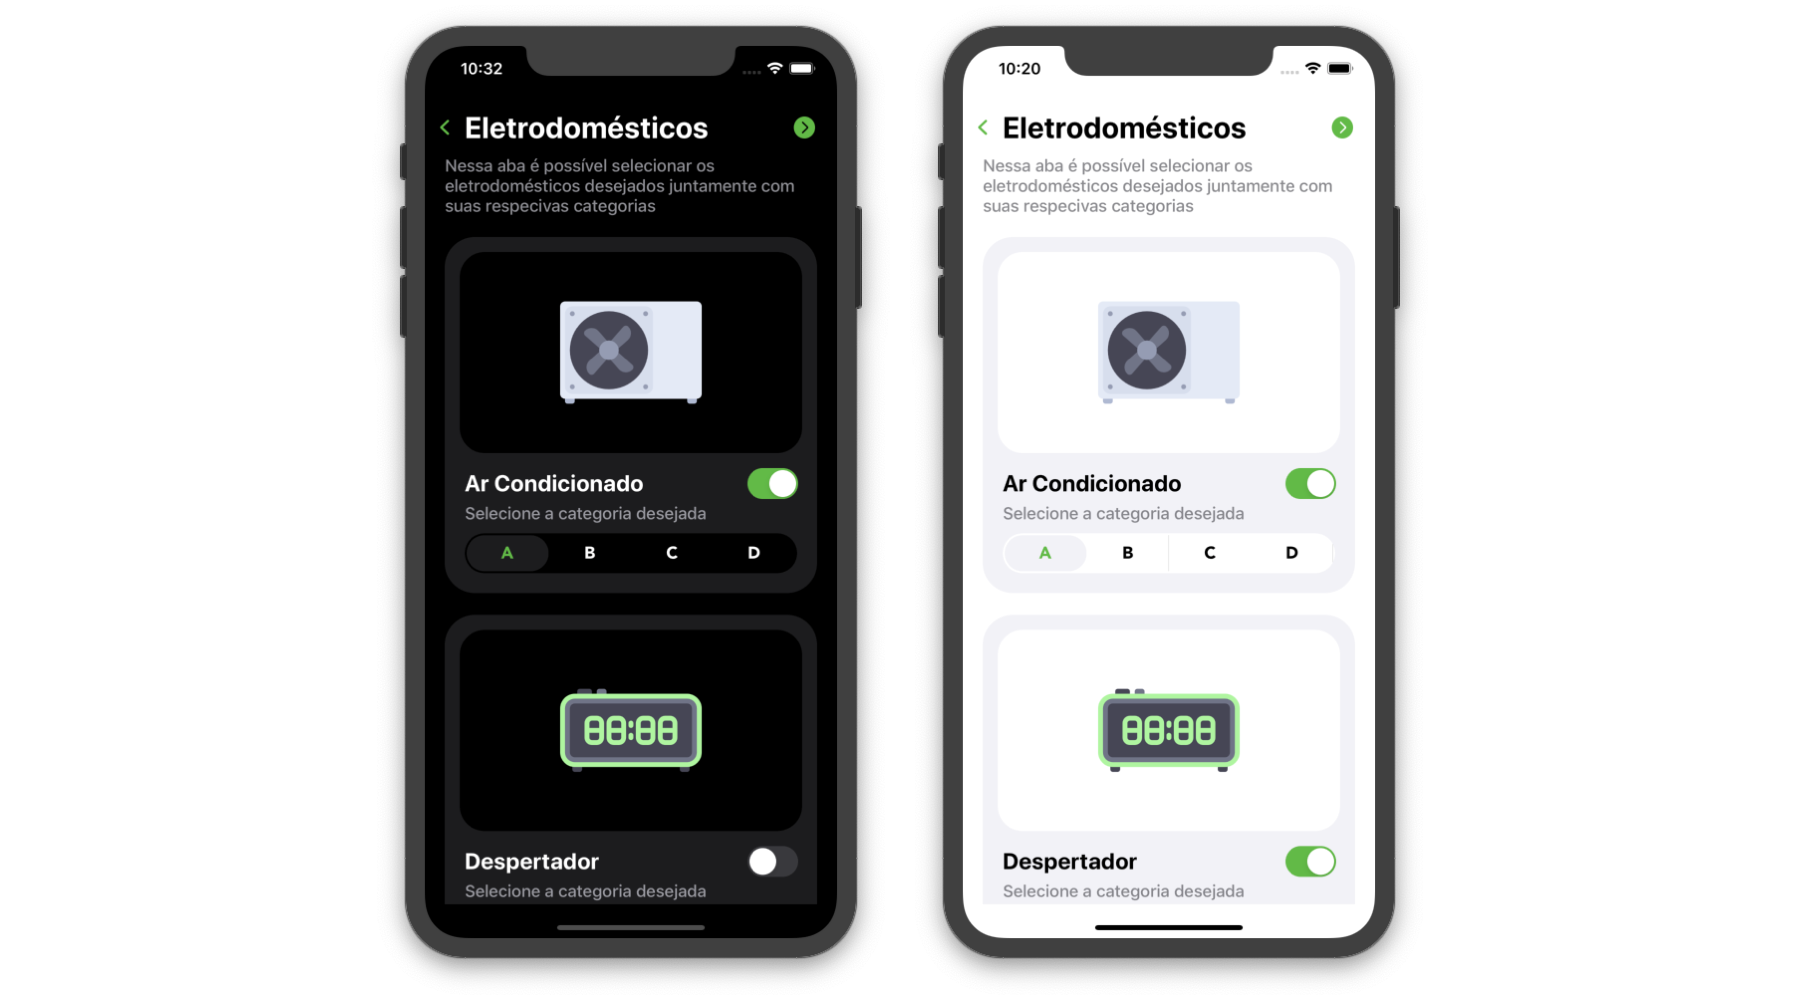 10:32
Eletrodomésticos
Nessa aba é possível selecionar os
eletrodomésticos desejados juntamente com
suas respecivas categorias
Ar Condicionado
Selecione a categoria desejada
A B C D
88:88
Despertador
Selecione a categoria desejada
10:20
Eletrodomésticos
Nessa aba é possível selecionar os
eletrodomésticos desejados juntamente com
suas respecivas categorias
Ar Condicionado
Selecione a categoria desejada
A B C D
88:88
Despertador
Selecione a categoria desejada